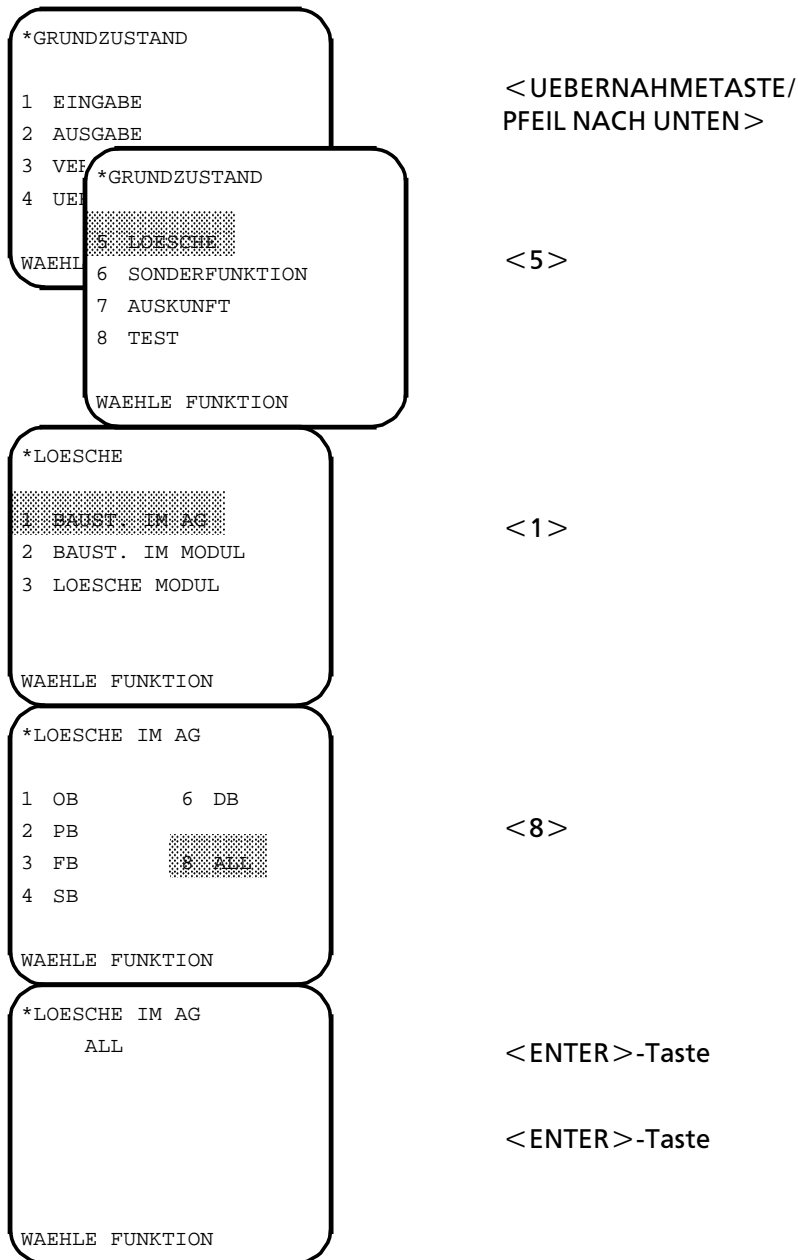 *GRUNDZUSTAND
1 EINGABE
2 AUSGABE
3
4
WAEHL
<UEBERNAHMETASTE/
PFEIL NACH UNTEN>
*GRUNDZUSTAND
5 LOESCHE
6 SONDERFUNKTION
7 AUSKUNFT
8 TEST
WAEHLE FUNKTION
<5>
*LOESCHE
1 BAUST. IM AG
2 BAUST. IM MODUL
3 LOESCHE MODUL
WAEHLE FUNKTION
<1>
*LOESCHE IM AG
1 OB 6 DB
2 PB
3 FB 8 ALL
4 SB
WAEHLE FUNKTION
<8>
*LOESCHE IM AG
ALL
WAEHLE FUNKTION
<ENTER>-Taste
<ENTER>-Taste